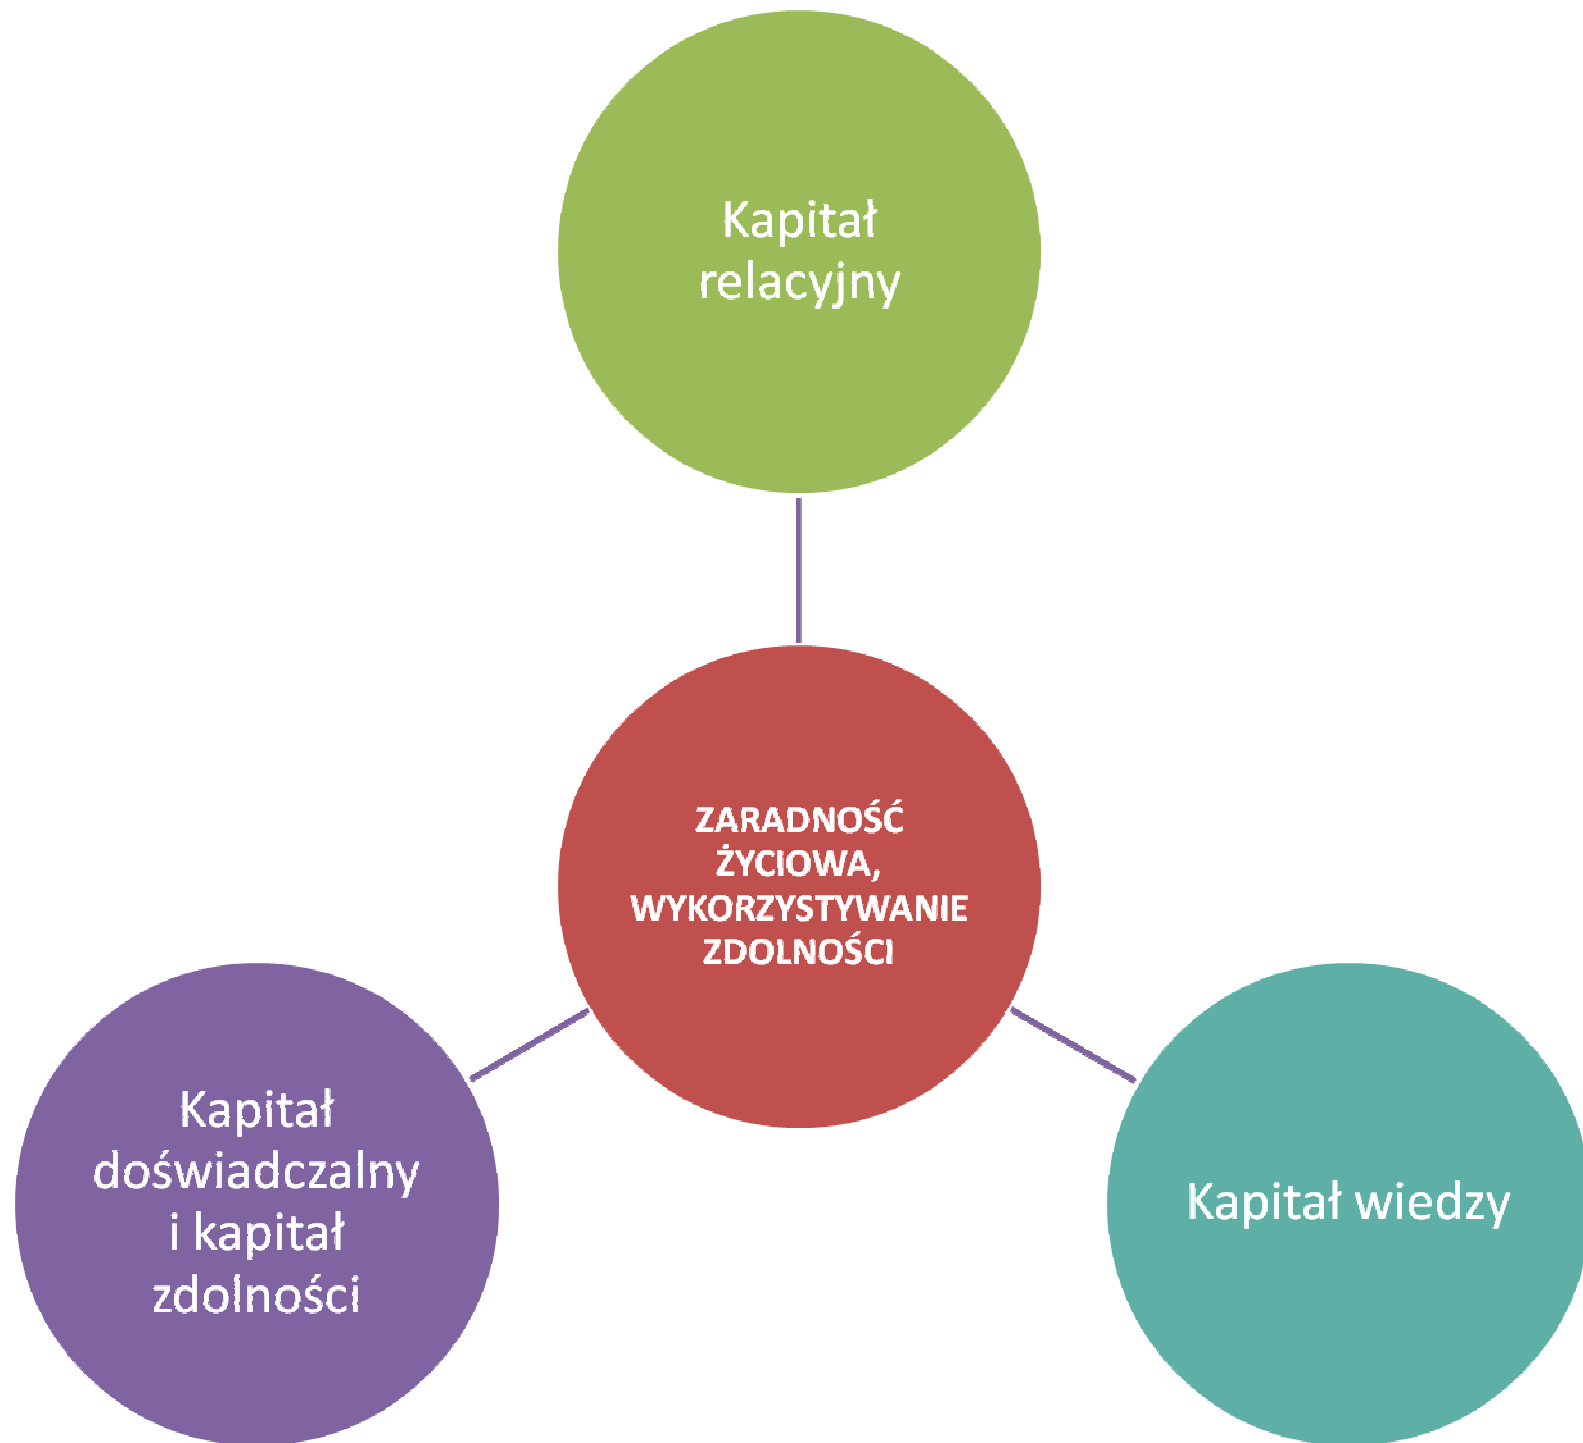 Kapitał
relacyjny
ZARADNOŚĆ
ŻYCIOWA,
WYKORZYSTYWANIE
ZDOLNOŚCI
Kapitał
doświadczalny
i kapitał
zdolności
Kapitał wiedzy